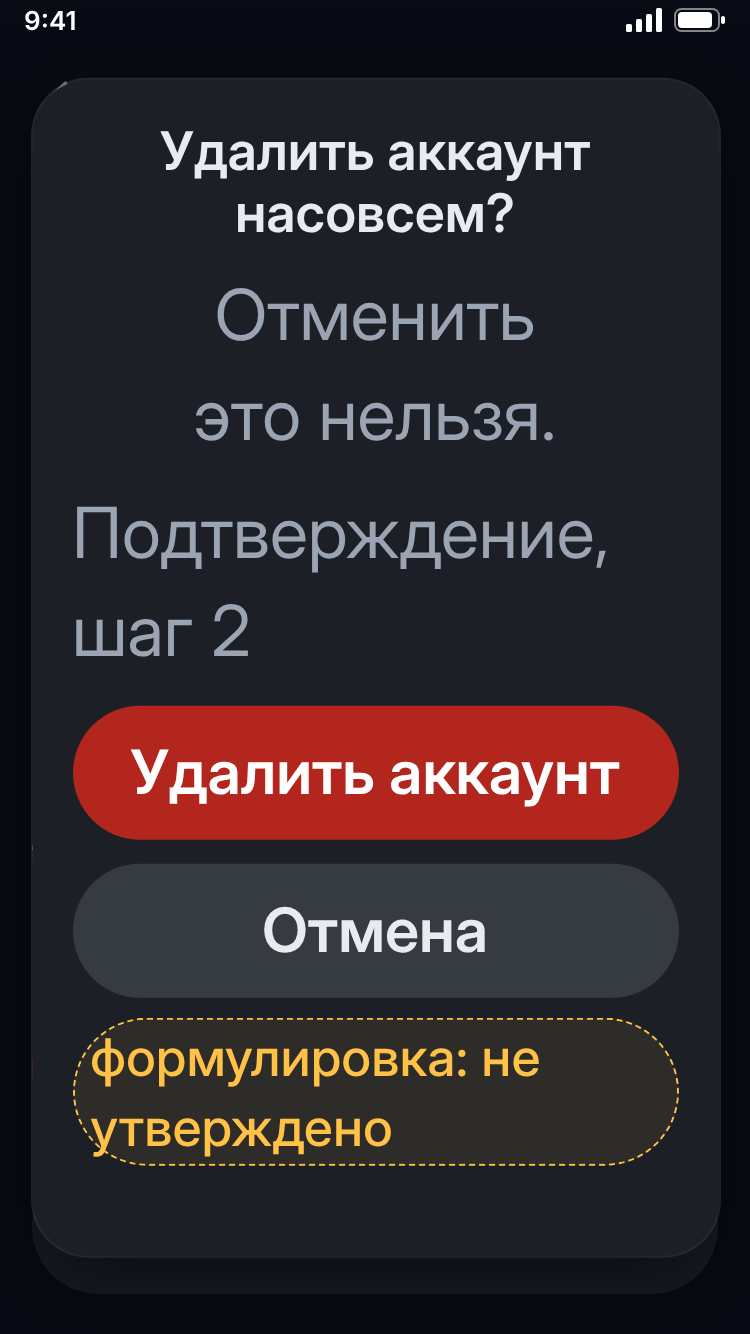 9:41
Удалить аккаунт
насовсем?
Отменить
это нельзя.
Подтверждение,
шаг 2
Удалить аккаунт
Отмена
формулировка: не
утверждено